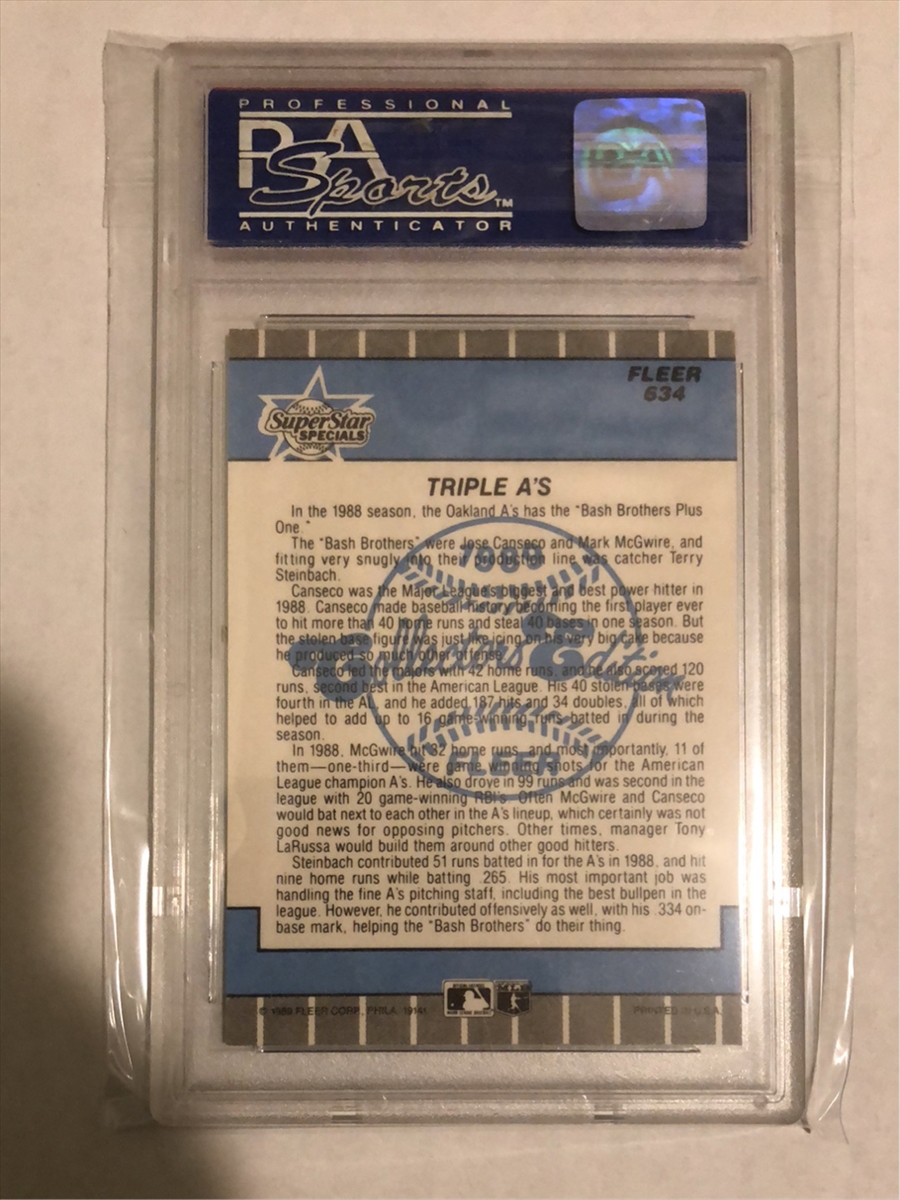 PROFESSIONAL
PSA
Sports™
AUTHENTICATOR
PSA
SuperStar
SPECIALS
FLEER
634
TRIPLE A'S
In the 1988 season, the Oakland A's has the "Bash Brothers Plus
One."
The "Bash Brothers" were Jose Canseco and Mark McGwire, and
fitting very snugly into their production line was catcher Terry
Steinbach.
Canseco was the Major League's biggest and best power hitter in
1988. Canseco made baseball history becoming the first player ever
to hit more than 40 home runs and steal 40 bases in one season. But
the stolen base figure was just like icing on his very big cake because
he produced so much other offense.
Canseco led the majors with 42 home runs, and he also scored 120
runs, second best in the American League. His 40 stolen bases were
fourth in the AL, and he added 187 hits and 34 doubles, all of which
helped to add up to 16 game-winning runs batted in during the
season.
In 1988, McGwire hit 32 home runs, and most importantly, 11 of
them—one-third—were game winning shots for the American
League champion A's. He also drove in 99 runs and was second in the
league with 20 game-winning RBI's. Often McGwire and Canseco
would bat next to each other in the A's lineup, which certainly was not
good news for opposing pitchers. Other times, manager Tony
LaRussa would build them around other good hitters.
Steinbach contributed 51 runs batted in for the A's in 1988, and hit
nine home runs while batting .265. His most important job was
handling the fine A's pitching staff, including the best bullpen in the
league. However, he contributed offensively as well, with his .334 on-
base mark, helping the "Bash Brothers" do their thing.
Collectors Edition
FLEER
© 1989 FLEER CORP., PHILA. 19141
PRINTED IN U.S.A.